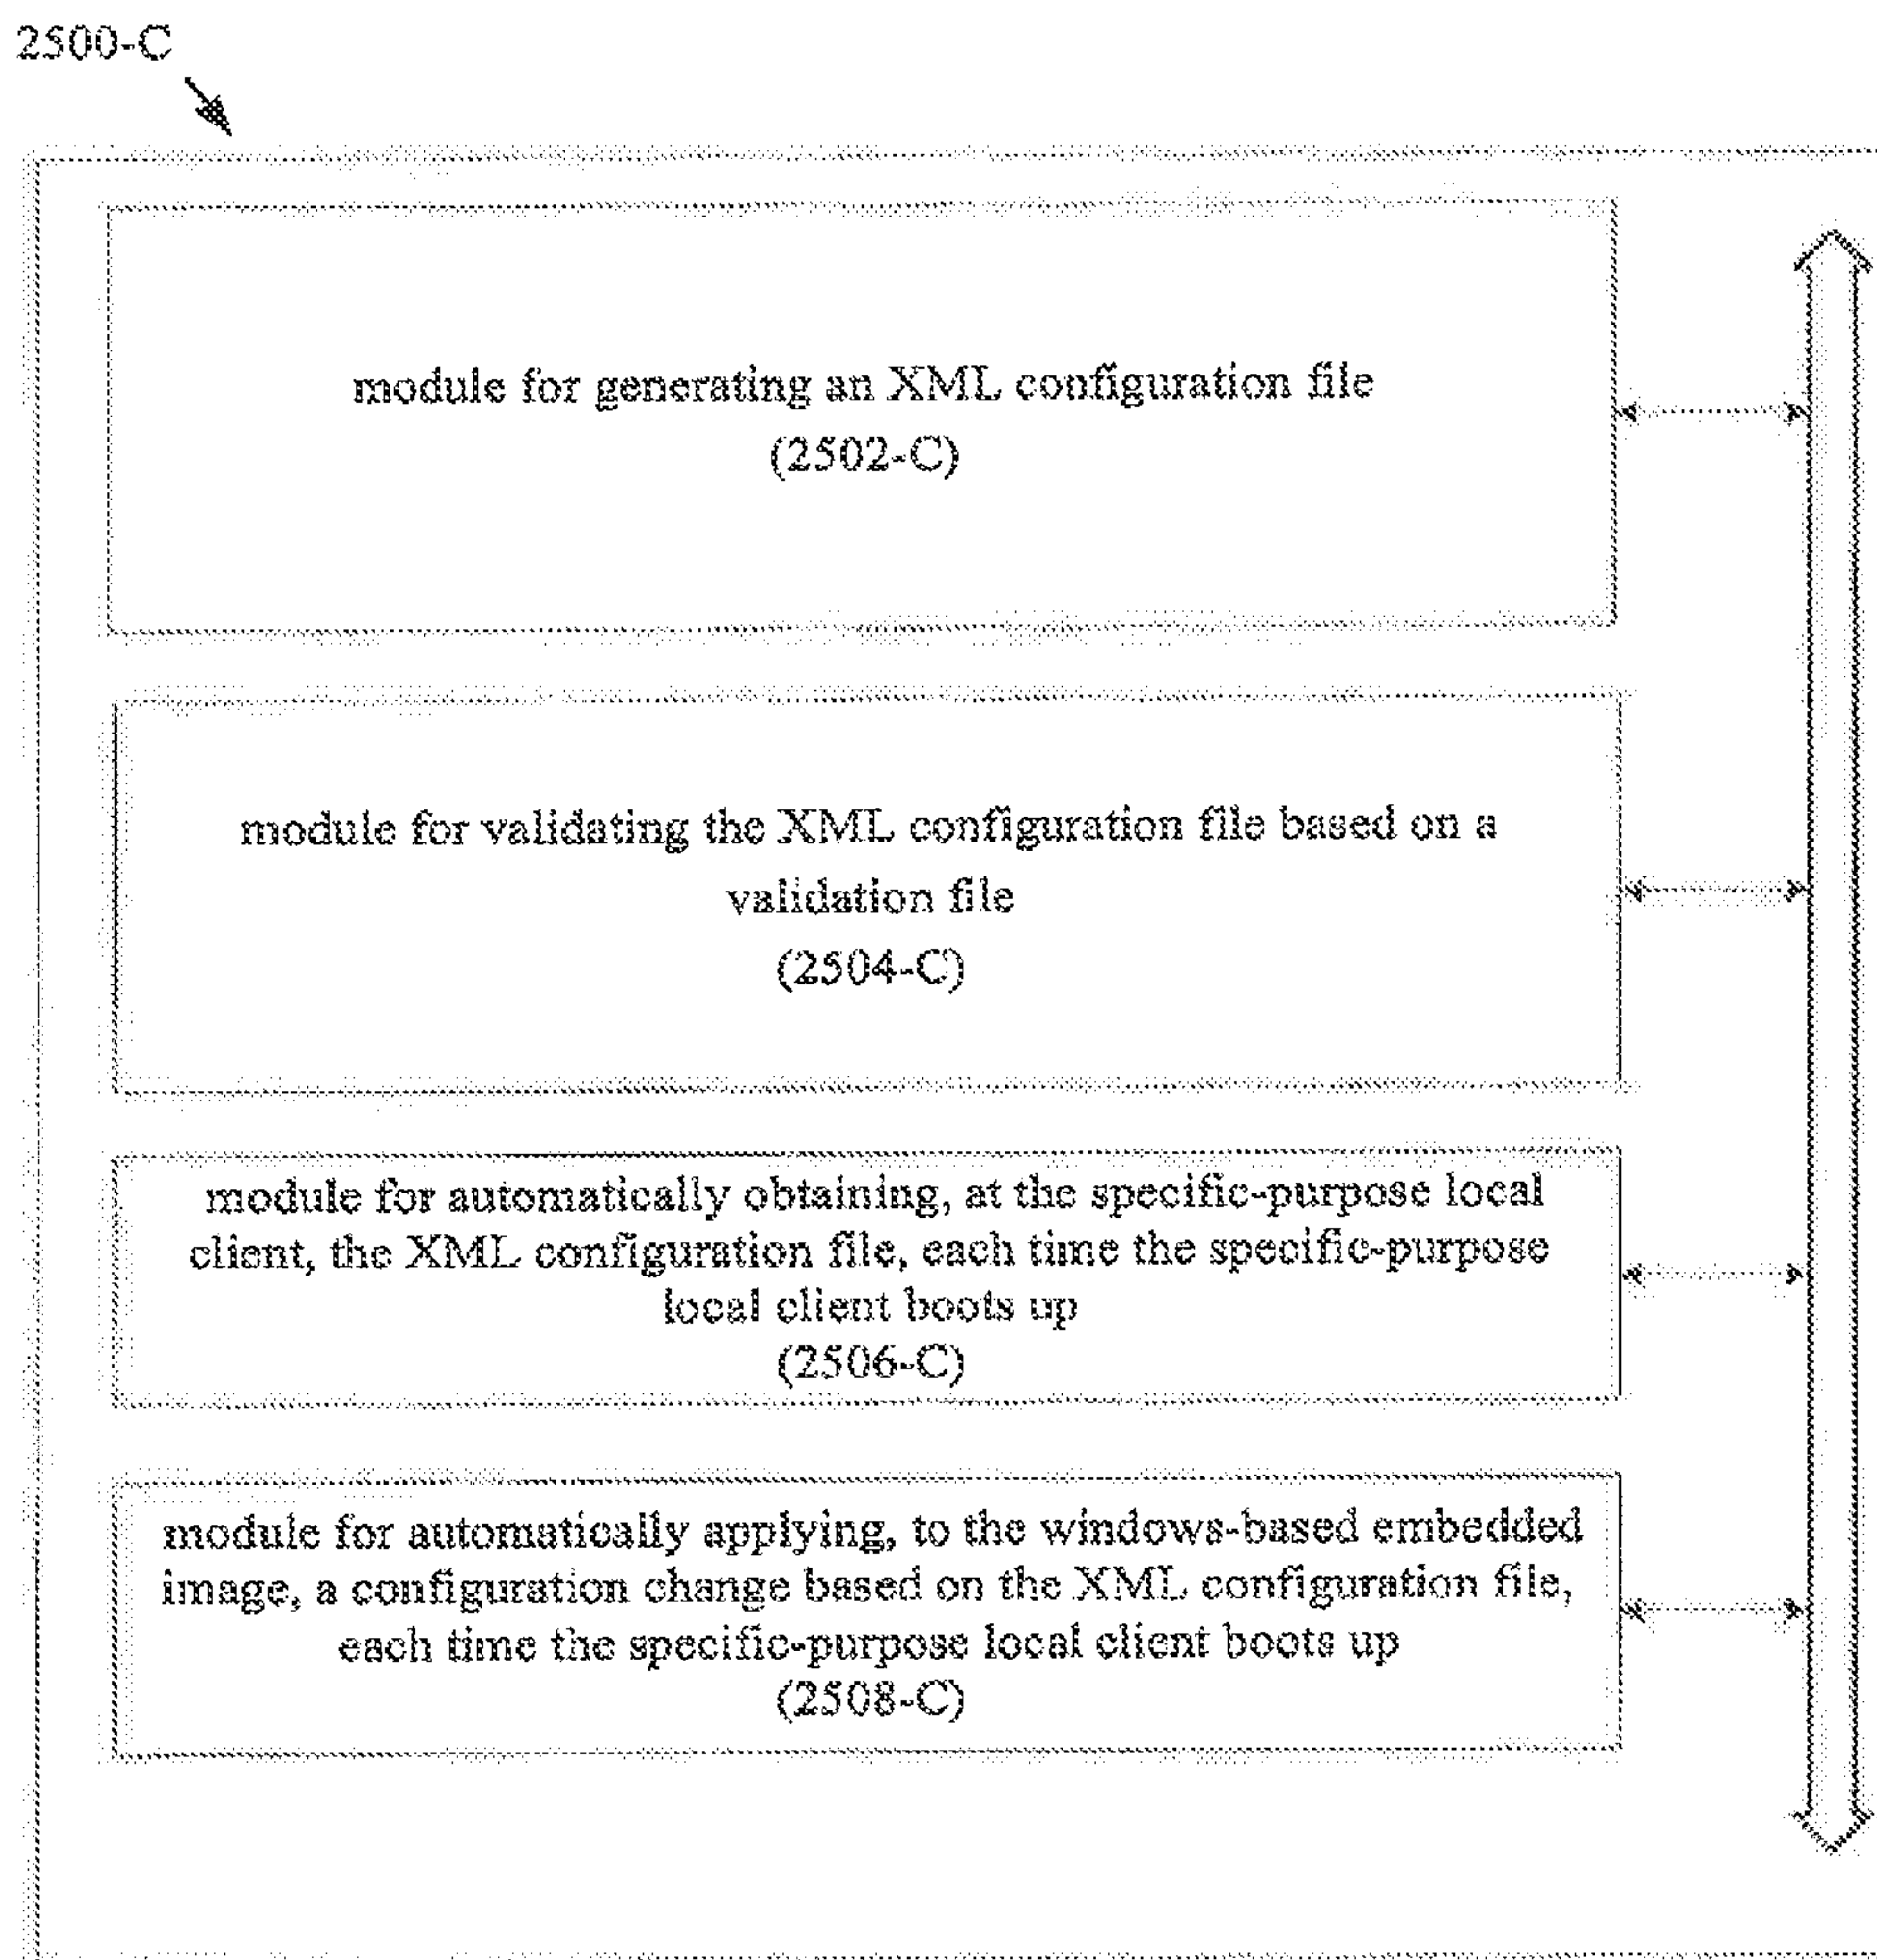 2500-C
module for generating an XML configuration file
(2502-C)
module for validating the XML configuration file based on a
validation file
(2504-C)
module for automatically obtaining, at the specific-purpose local
client, the XML configuration file, each time the specific-purpose
local client boots up
(2506-C)
module for automatically applying, to the windows-based embedded
image, a configuration change based on the XML configuration file,
each time the specific-purpose local client boots up
(2508-C)